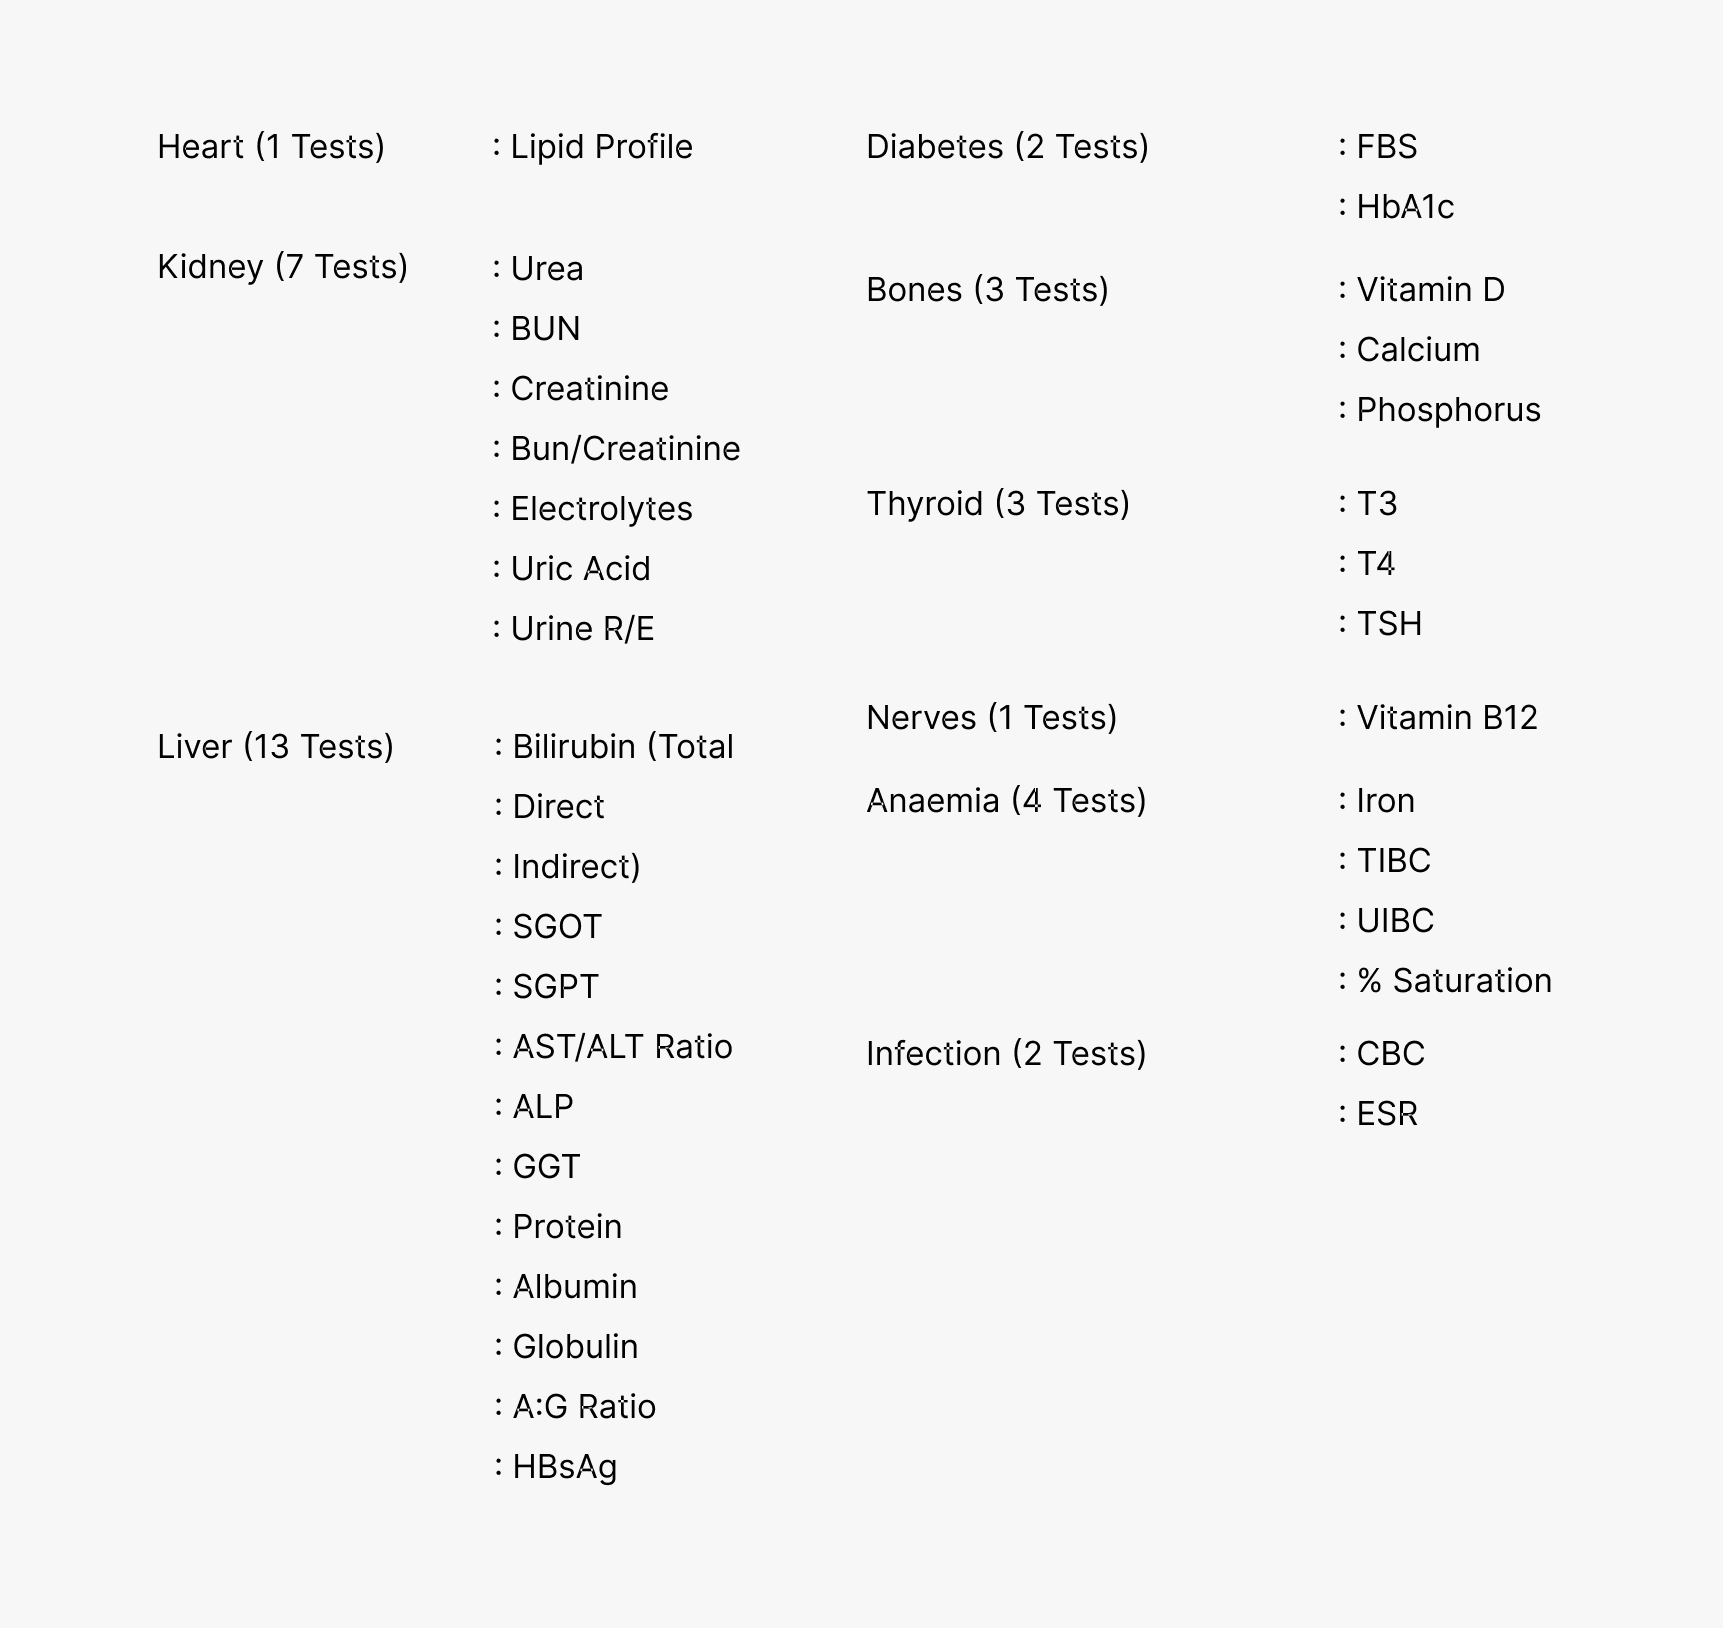 Heart (1 Tests) : Lipid Profile
Kidney (7 Tests) : Urea
: BUN
: Creatinine
: Bun/Creatinine
: Electrolytes
: Uric Acid
: Urine R/E
Liver (13 Tests) : Bilirubin (Total
: Direct
: Indirect)
: SGOT
: SGPT
: AST/ALT Ratio
: ALP
: GGT
: Protein
: Albumin
: Globulin
: A:G Ratio
: HBsAg
Diabetes (2 Tests) : FBS
: HbA1c
Bones (3 Tests) : Vitamin D
: Calcium
: Phosphorus
Thyroid (3 Tests) : T3
: T4
: TSH
Nerves (1 Tests) : Vitamin B12
Anaemia (4 Tests) : Iron
: TIBC
: UIBC
: % Saturation
Infection (2 Tests) : CBC
: ESR